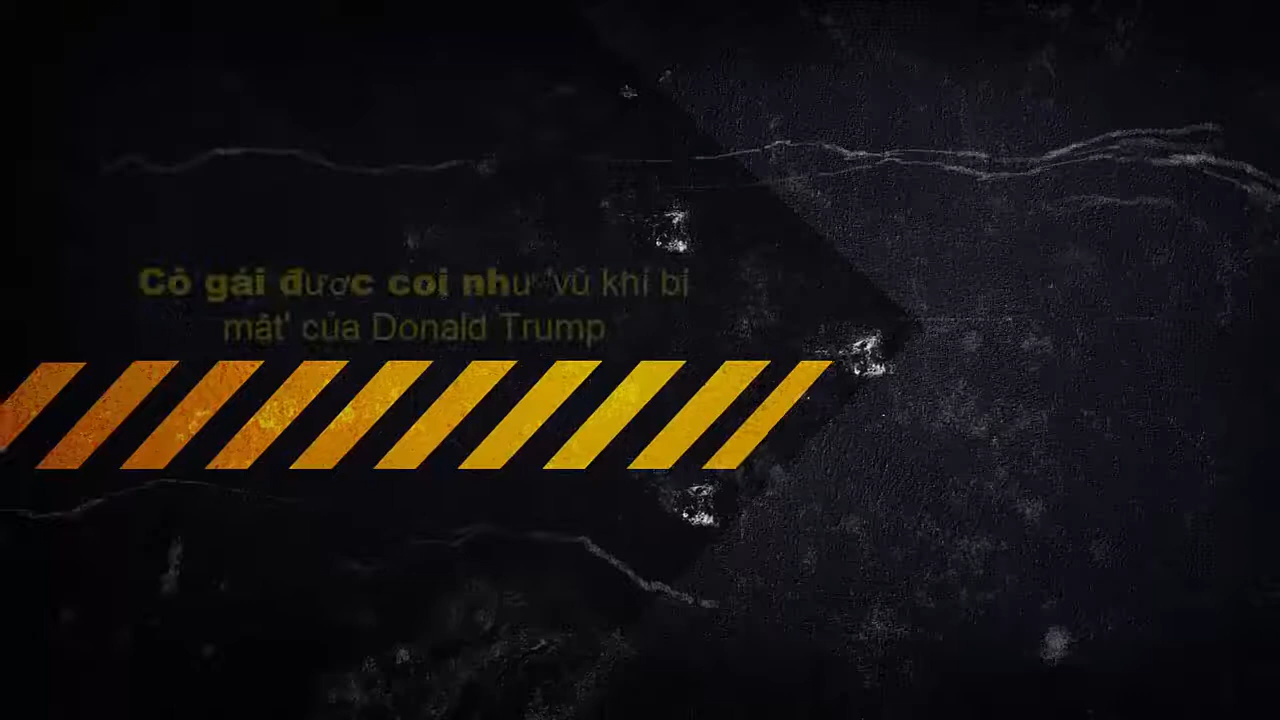 Cô gái được coi như 'vũ khí bí
mật' của Donald Trump